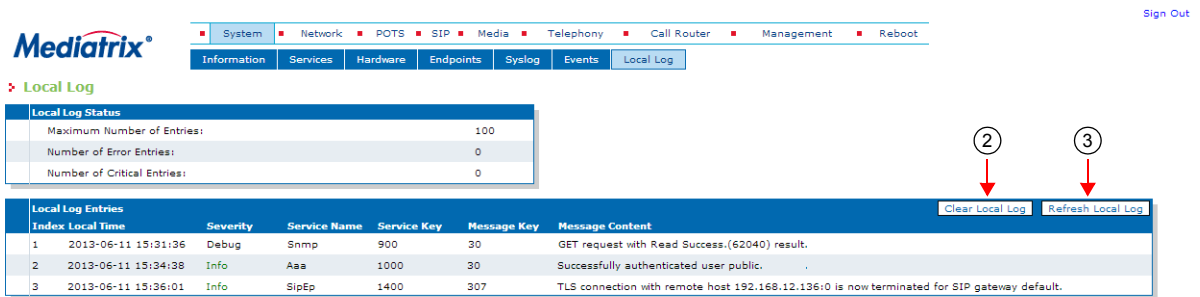 Sign Out
Mediatrix®
System Network POTS SIP Media Telephony Call Router Management Reboot
Information Services Hardware Endpoints Syslog Events Local Log
Local Log
Local Log Status
Maximum Number of Entries: 100
Number of Error Entries: 0
Number of Critical Entries: 0
2 3
Local Log Entries Clear Local Log Refresh Local Log
Index Local Time Severity Service Name Service Key Message Key Message Content
1 2013-06-11 15:31:36 Debug Snmp 900 30 GET request with Read Success.(62040) result.
2 2013-06-11 15:34:38 Info Aaa 1000 30 Successfully authenticated user public. .
3 2013-06-11 15:36:01 Info SipEp 1400 307 TLS connection with remote host 192.168.12.136:0 is now terminated for SIP gateway default.